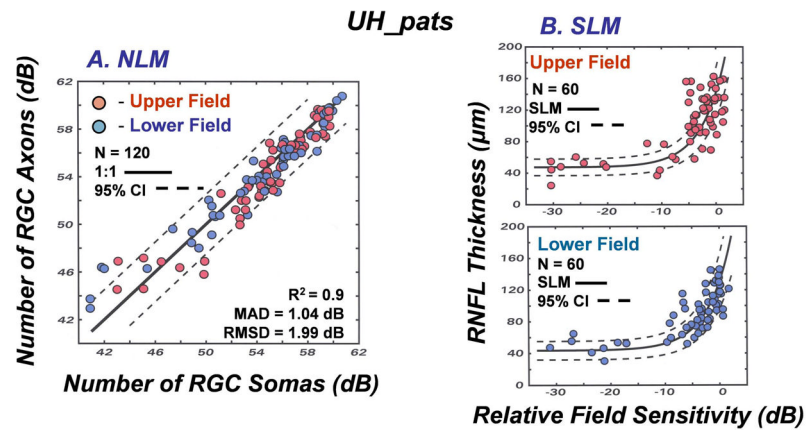 UH_pats
A. NLM
Number of RGC Axons (dB)
62
58
54
50
46
42
- Upper Field
- Lower Field
N = 120
1:1
95% CI
R² = 0.9
MAD = 1.04 dB
RMSD = 1.99 dB
42
46
50
54
58
62
Number of RGC Somas (dB)
B. SLM
RNFL Thickness (µm)
200
160
120
80
40
0
Upper Field
N = 60
SLM
95% CI
-30
-20
-10
0
200
160
120
80
40
0
Lower Field
N = 60
SLM
95% CI
-30
-20
-10
0
Relative Field Sensitivity (dB)